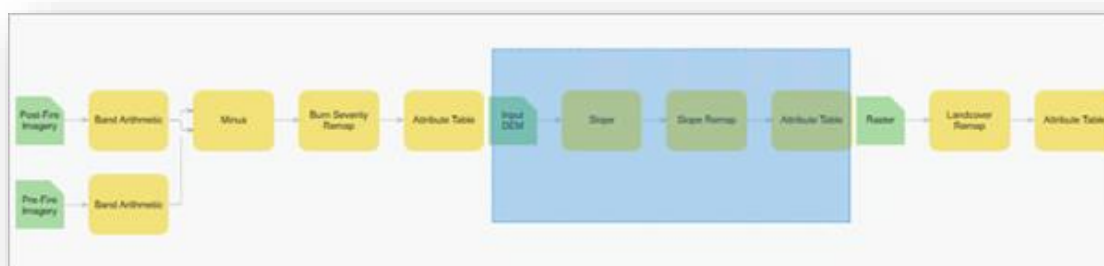 Post-Fire
Imagery
Band Arithmetic
Minus
Burn Severity
Remap
Attribute Table
Input
DEM
Slope
Slope Remap
Attribute Table
Raster
Landcover
Remap
Attribute Table
Pre-Fire
Imagery
Band Arithmetic